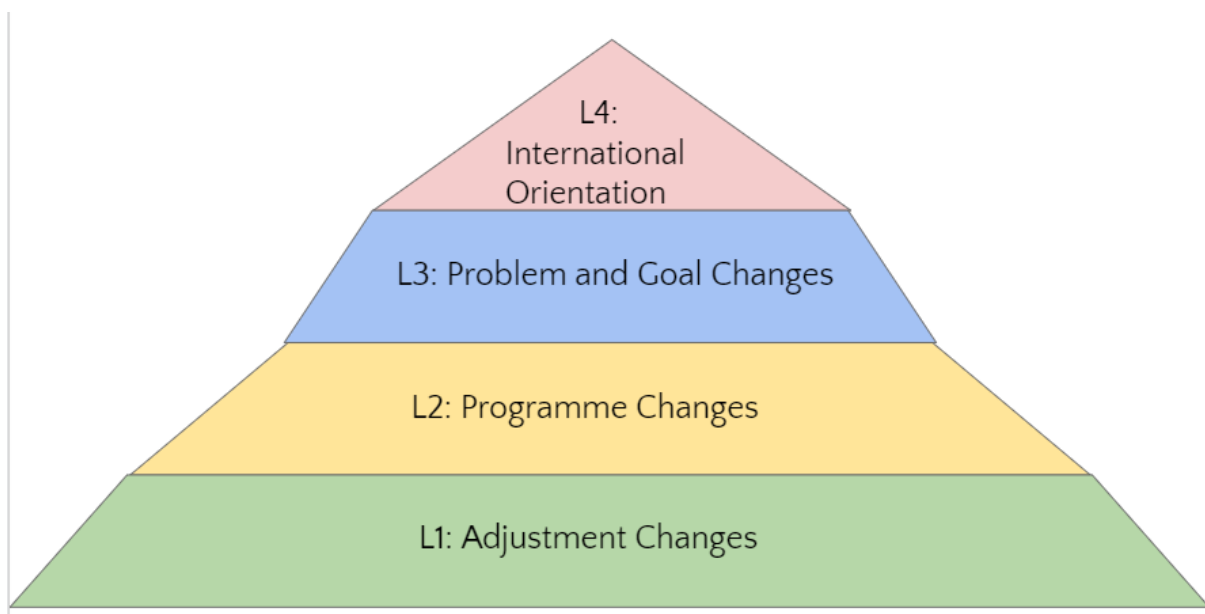 L4:
International
Orientation
L3: Problem and Goal Changes
L2: Programme Changes
L1: Adjustment Changes